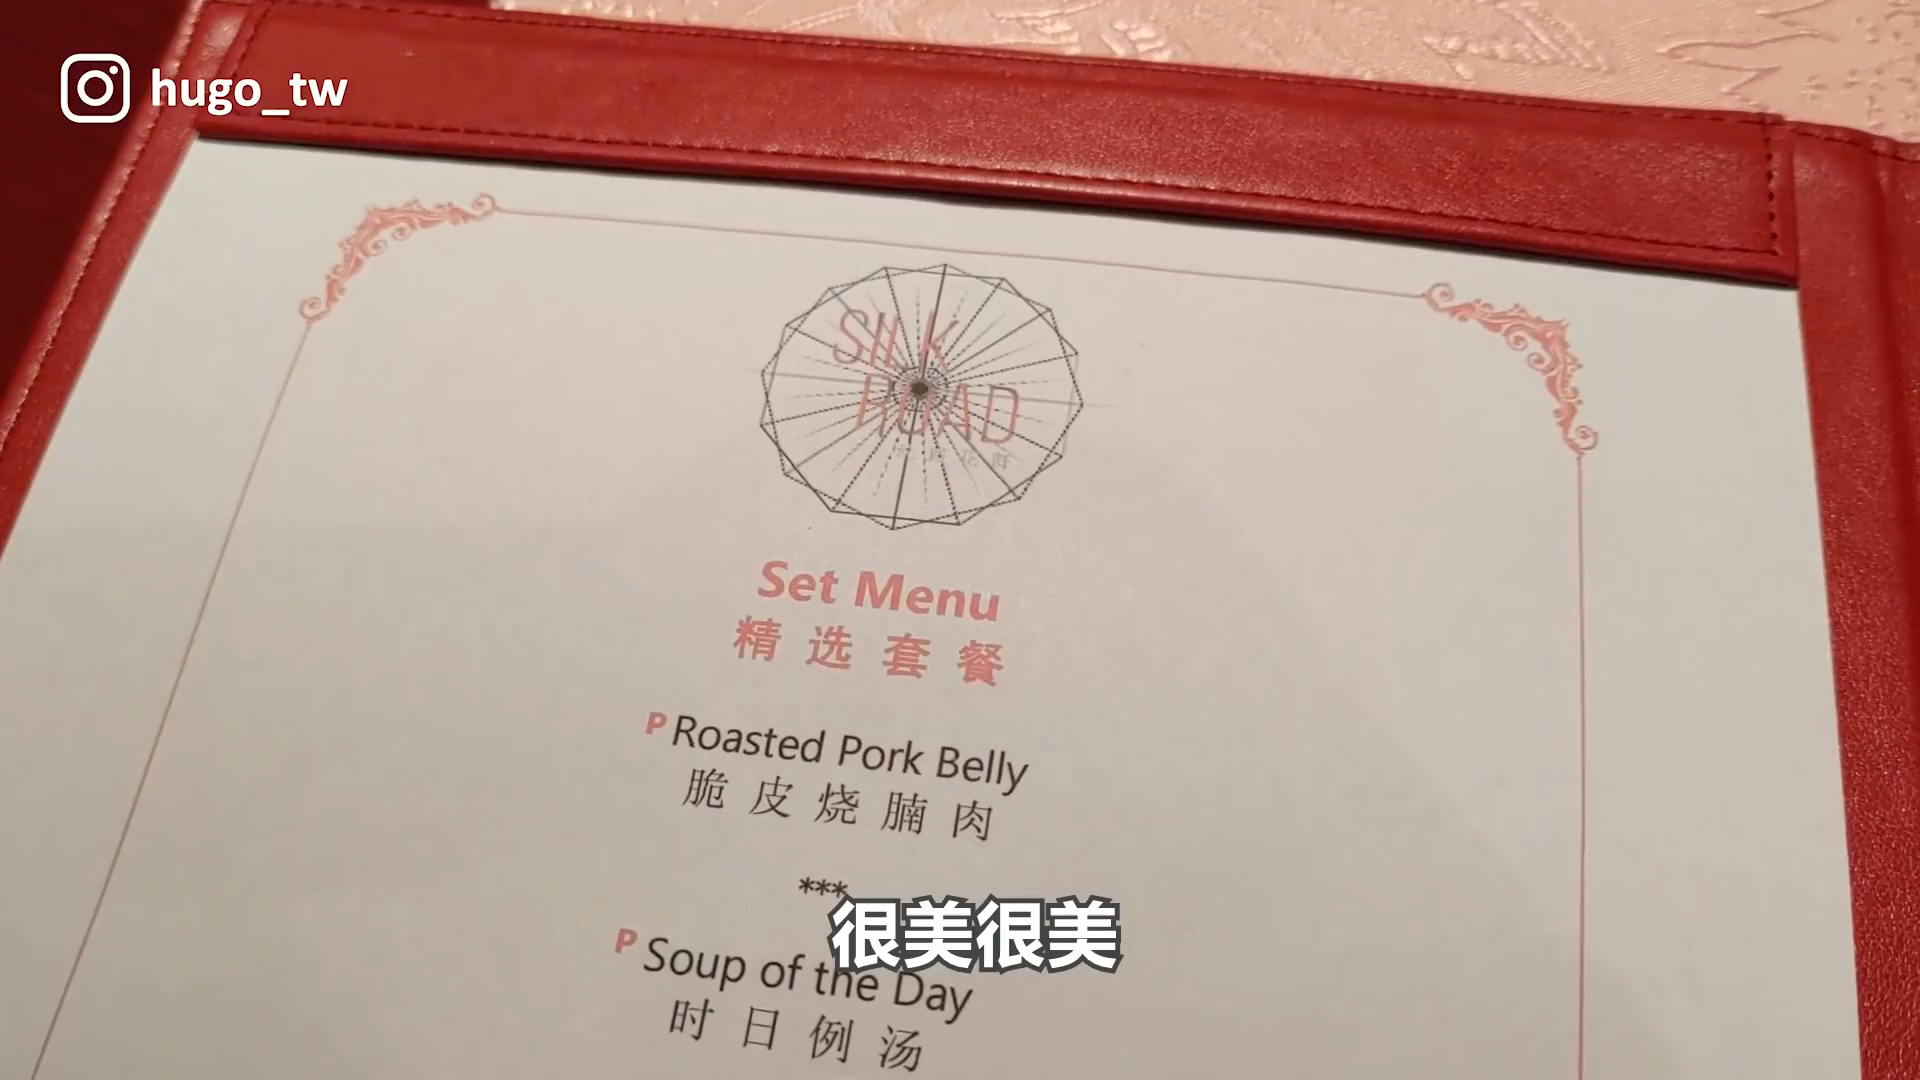 hugo_tw
SILK
ROAD
Set Menu
精选套餐
P Roasted Pork Belly
脆皮烧腩肉
***
很美很美
P Soup of the Day
时日例汤